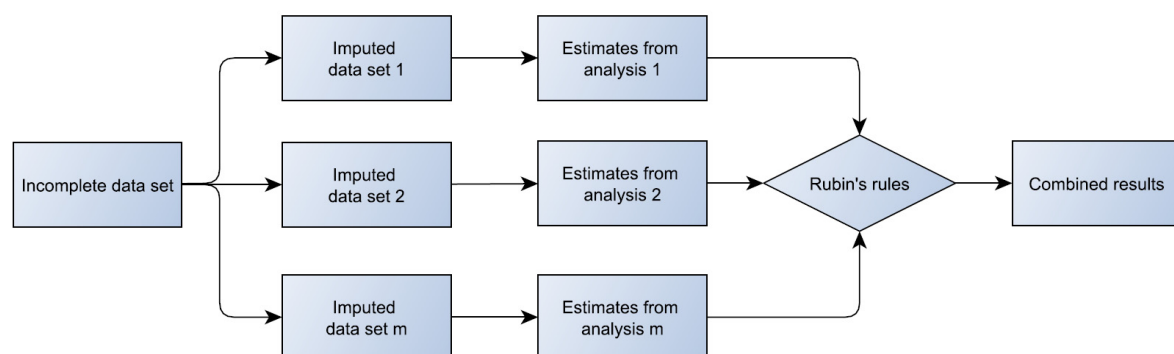 Imputed
data set 1
Estimates from
analysis 1
Incomplete data set
Imputed
data set 2
Estimates from
analysis 2
Rubin's rules
Combined results
Imputed
data set m
Estimates from
analysis m